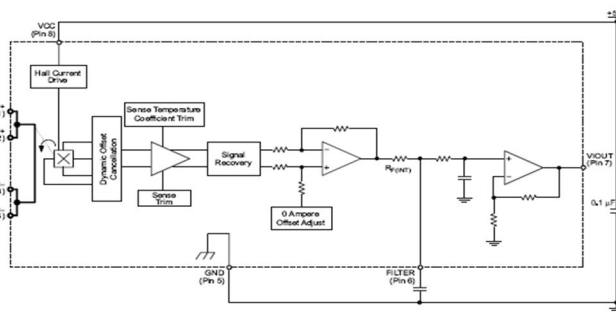 +5
VCC
(Pin 8)
Hall Current
Drive
Sense Temperature
Coefficient Trim
Dynamic Offset
Cancellation
Signal
Recovery
Sense
Trim
0 Ampere
Offset Adjust
RF(INT)
VIOUT
(Pin 7)
0.1 μF
GND
(Pin 5)
FILTER
(Pin 6)